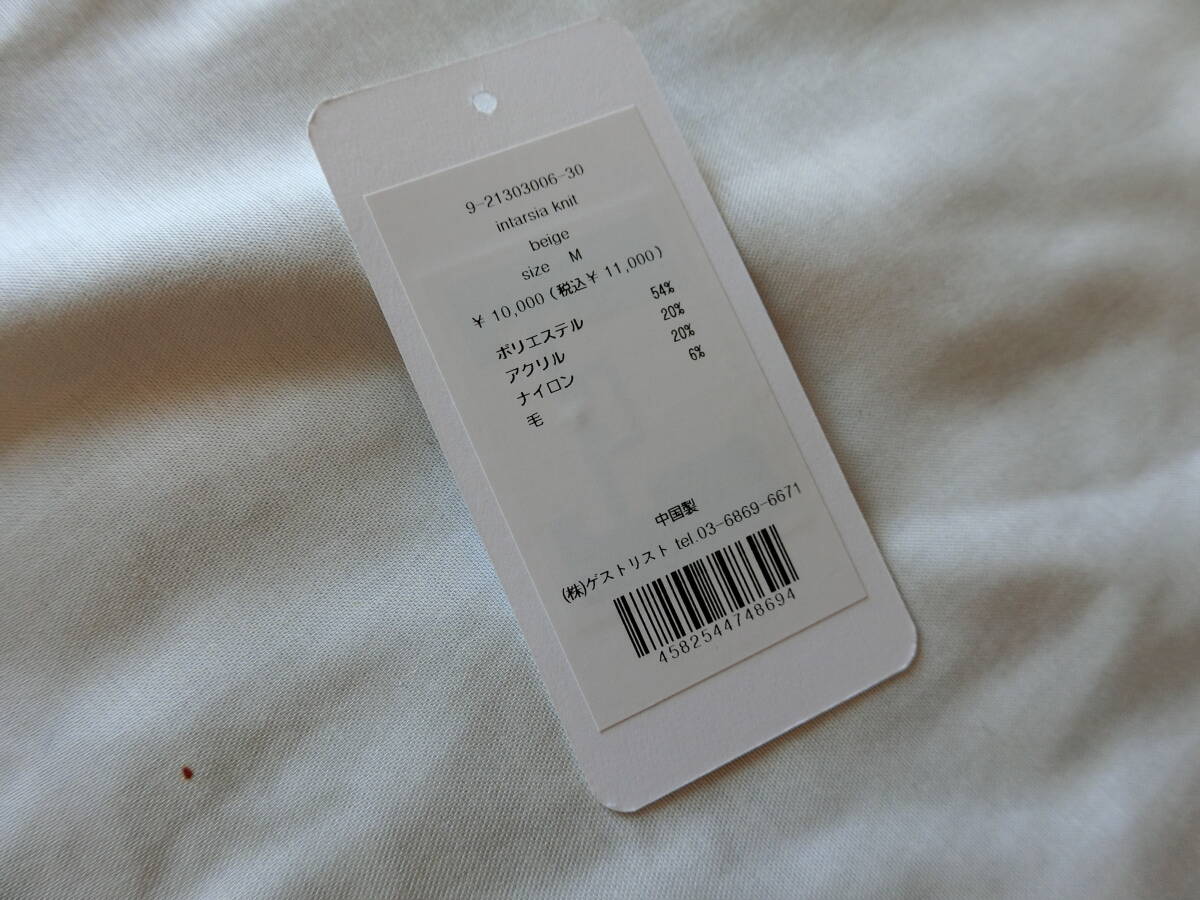 9-21303006-30
intarsia knit
beige
size M
¥ 10,000 (税込¥ 11,000)
ポリエステル 54%
アクリル 20%
ナイロン 20%
毛 6%
中国製
(株)ゲストリスト tel.03-6869-6671
4582544748694